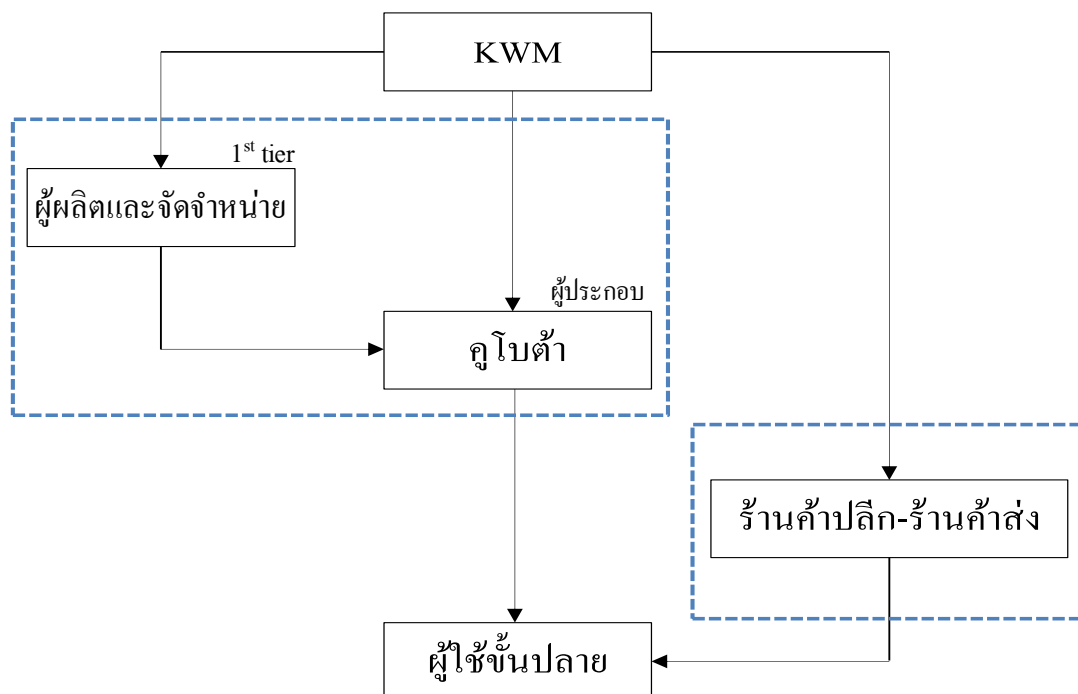 KWM
1st tier
ผู้ผลิตและจัดจำหน่าย
ผู้ประกอบ
คูโบต้า
ร้านค้าปลีก-ร้านค้าส่ง
ผู้ใช้ขั้นปลาย